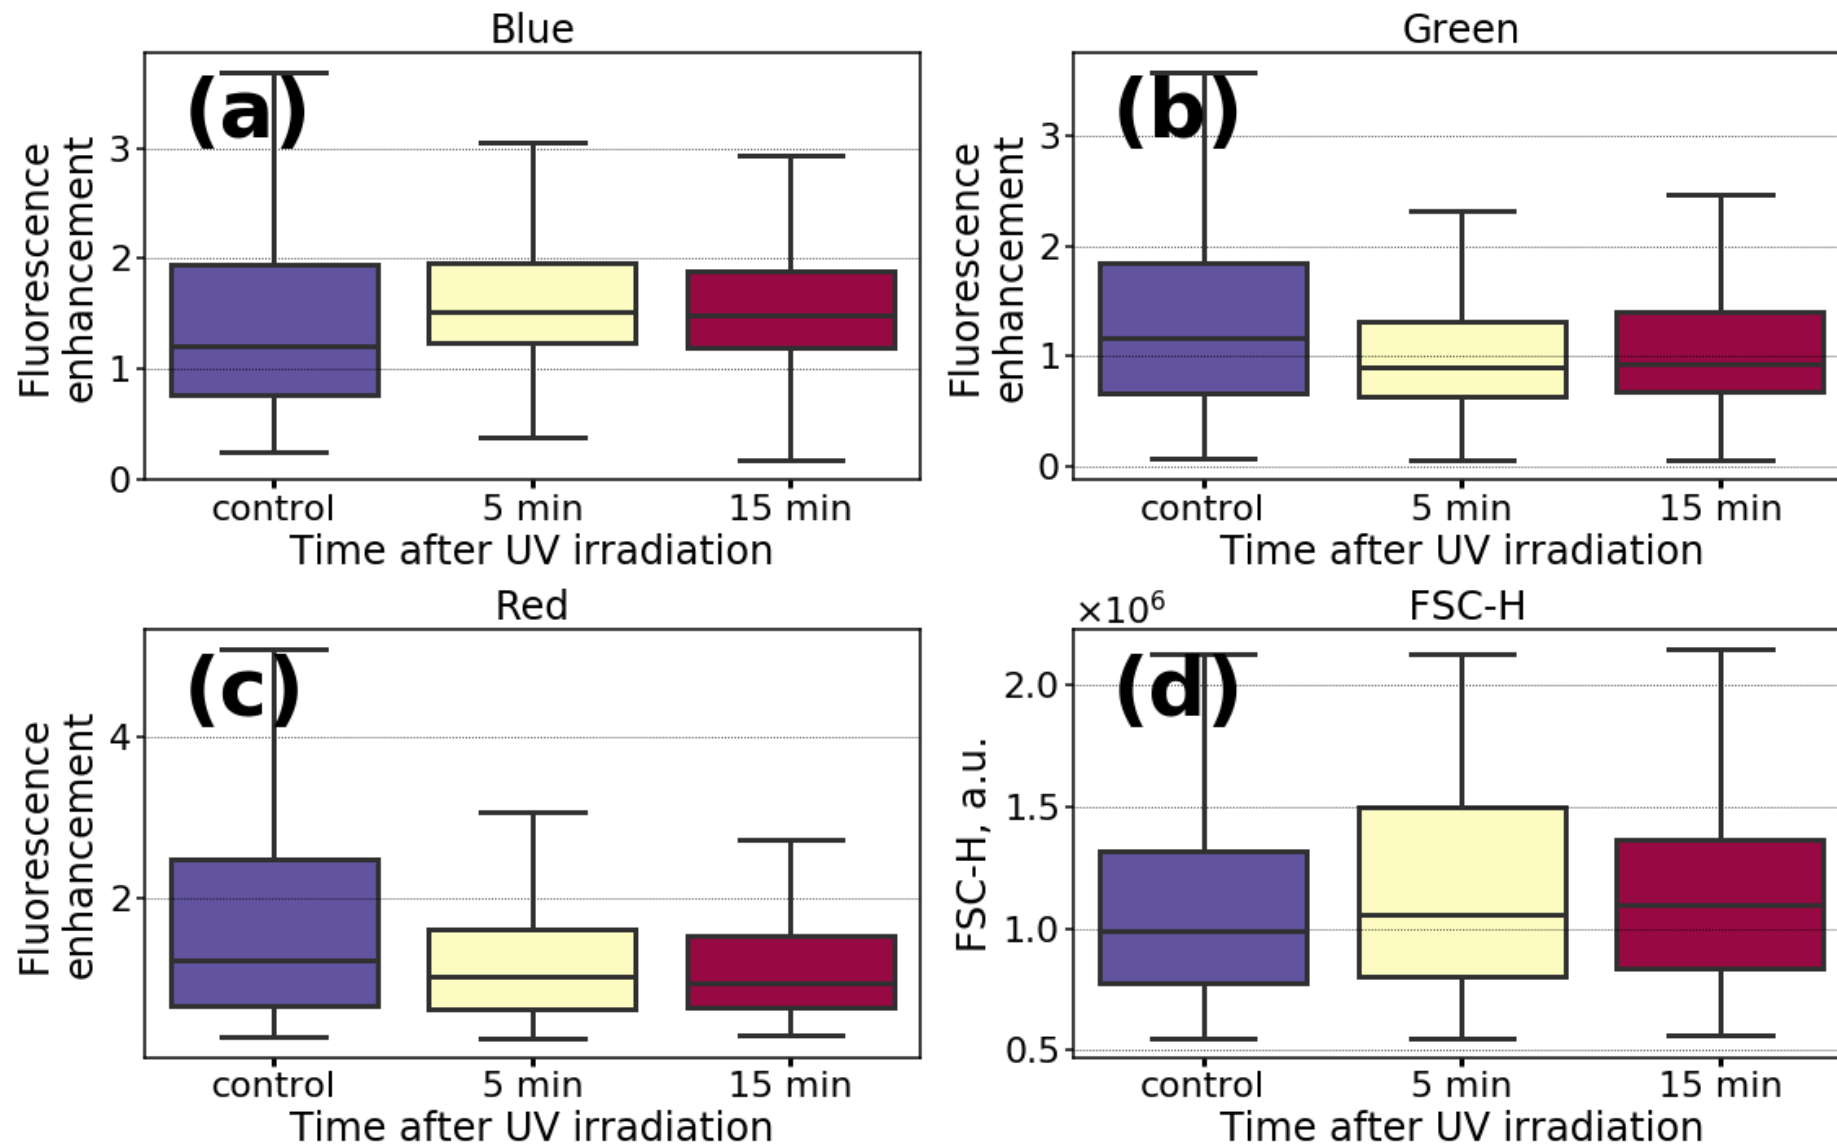 Blue
(a)
Fluorescence
enhancement
3
2
1
0
control 5 min 15 min
Time after UV irradiation
Green
(b)
Fluorescence
enhancement
3
2
1
0
control 5 min 15 min
Time after UV irradiation
Red
(c)
Fluorescence
enhancement
4
2
control 5 min 15 min
Time after UV irradiation
×10⁶
FSC-H
(d)
FSC-H, a.u.
2.0
1.5
1.0
0.5
control 5 min 15 min
Time after UV irradiation